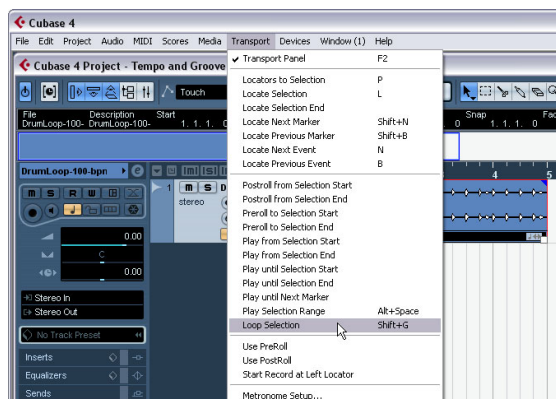 Cubase 4
File Edit Project Audio MIDI Scores Media Transport Devices Window (1) Help
Cubase 4 Project - Tempo and Groove
Touch
File Description Start Snap
DrumLoop-100- DrumLoop-100- 1. 1. 1. 0 1. 1. 1. 0
DrumLoop-100-bpn
4 5
1 M S D
stereo
M S R W
0.00
C
0.00
Stereo In
Stereo Out
No Track Preset
Inserts
Equalizers
Sends
✓ Transport Panel F2
Locators to Selection P
Locate Selection L
Locate Selection End
Locate Next Marker Shift+N
Locate Previous Marker Shift+B
Locate Next Event N
Locate Previous Event B
Postroll from Selection Start
Postroll from Selection End
Preroll to Selection Start
Preroll to Selection End
Play from Selection Start
Play from Selection End
Play until Selection Start
Play until Selection End
Play until Next Marker
Play Selection Range Alt+Space
Loop Selection Shift+G
Use PreRoll
Use PostRoll
Start Record at Left Locator
Metronome Setup...